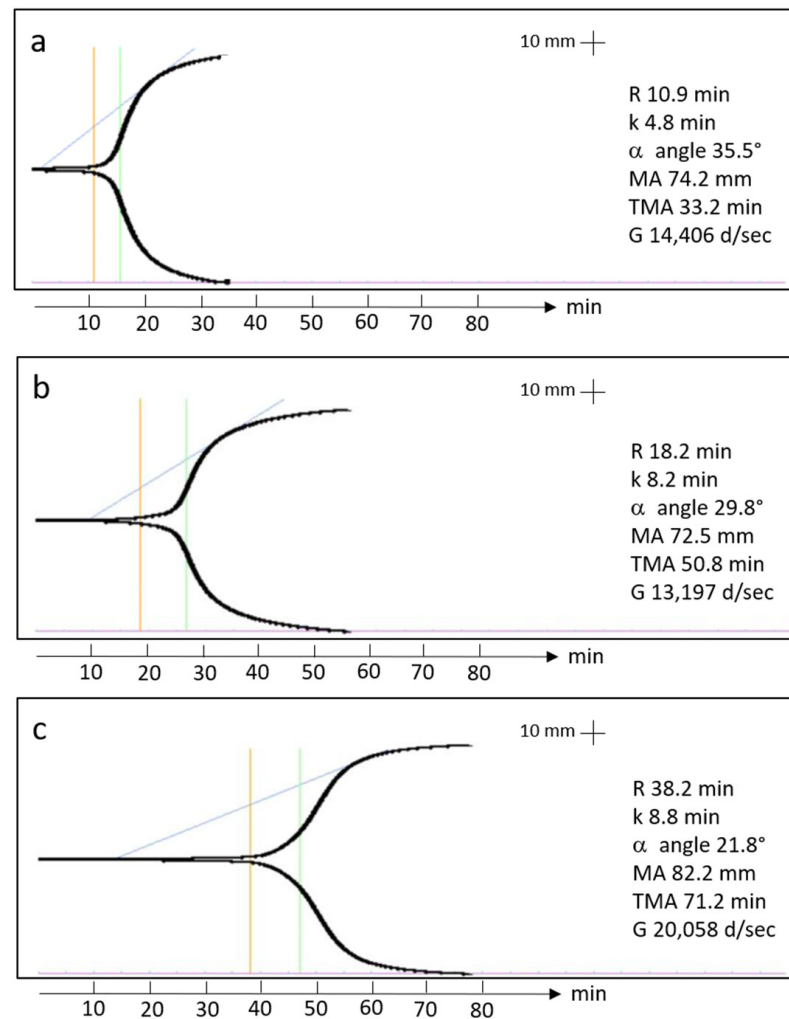 a
10 mm
R 10.9 min
k 4.8 min
α angle 35.5°
MA 74.2 mm
TMA 33.2 min
G 14,406 d/sec
10 20 30 40 50 60 70 80 min
b
10 mm
R 18.2 min
k 8.2 min
α angle 29.8°
MA 72.5 mm
TMA 50.8 min
G 13,197 d/sec
10 20 30 40 50 60 70 80 min
c
10 mm
R 38.2 min
k 8.8 min
α angle 21.8°
MA 82.2 mm
TMA 71.2 min
G 20,058 d/sec
10 20 30 40 50 60 70 80 min